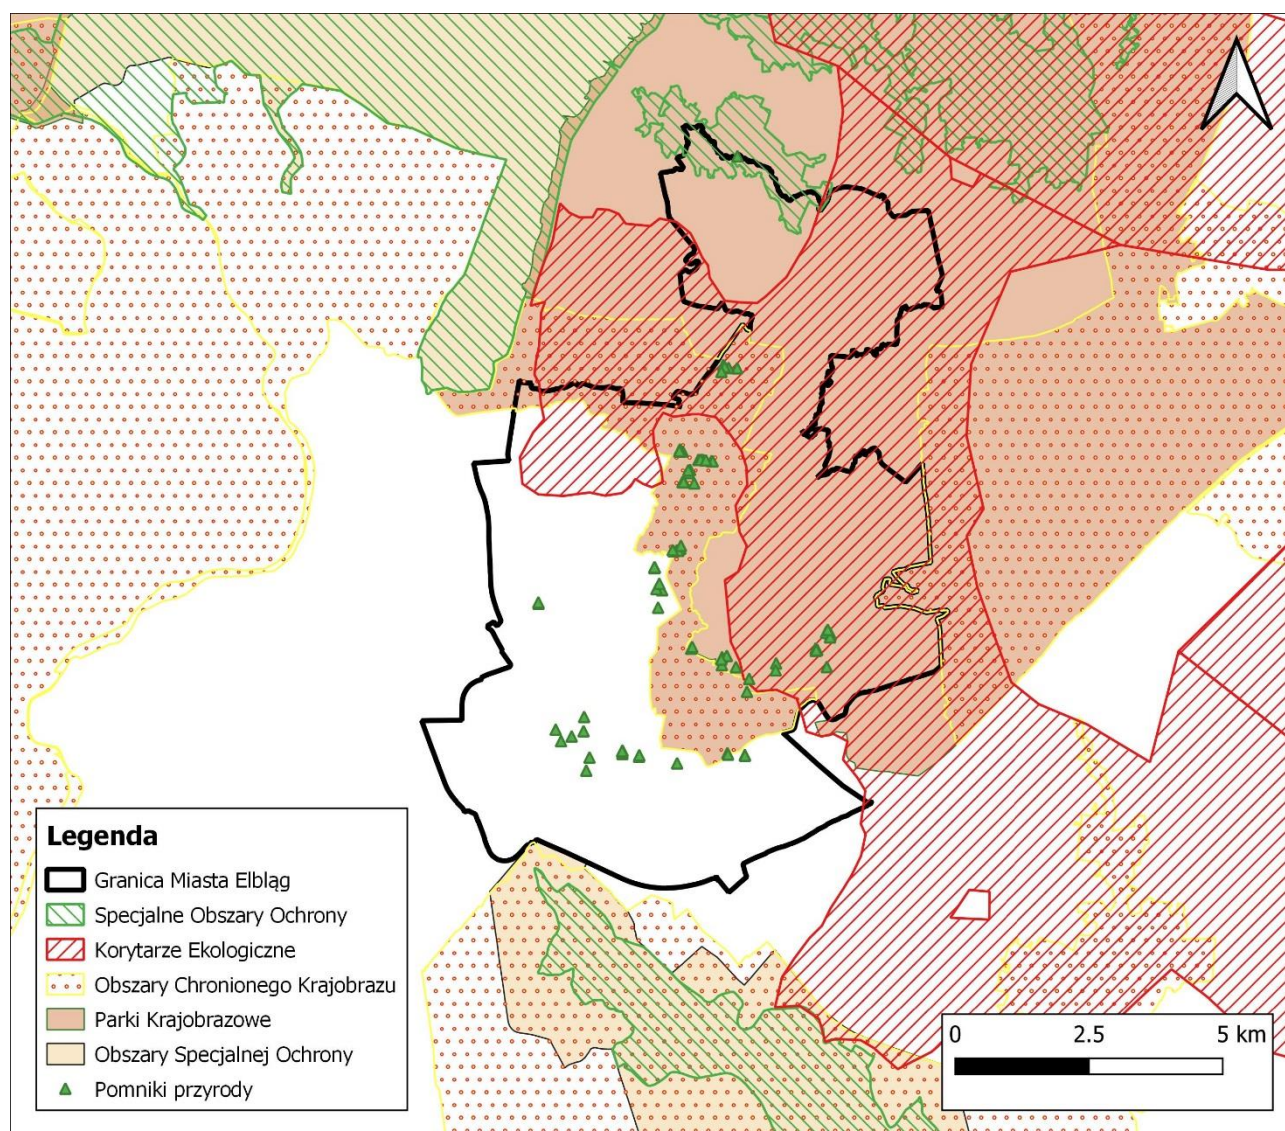 Legenda
Granica Miasta Elbląg
Specjalne Obszary Ochrony
Korytarze Ekologiczne
Obszary Chronionego Krajobrazu
Parki Krajobrazowe
Obszary Specjalnej Ochrony
Pomniki przyrody
0 2.5 5 km